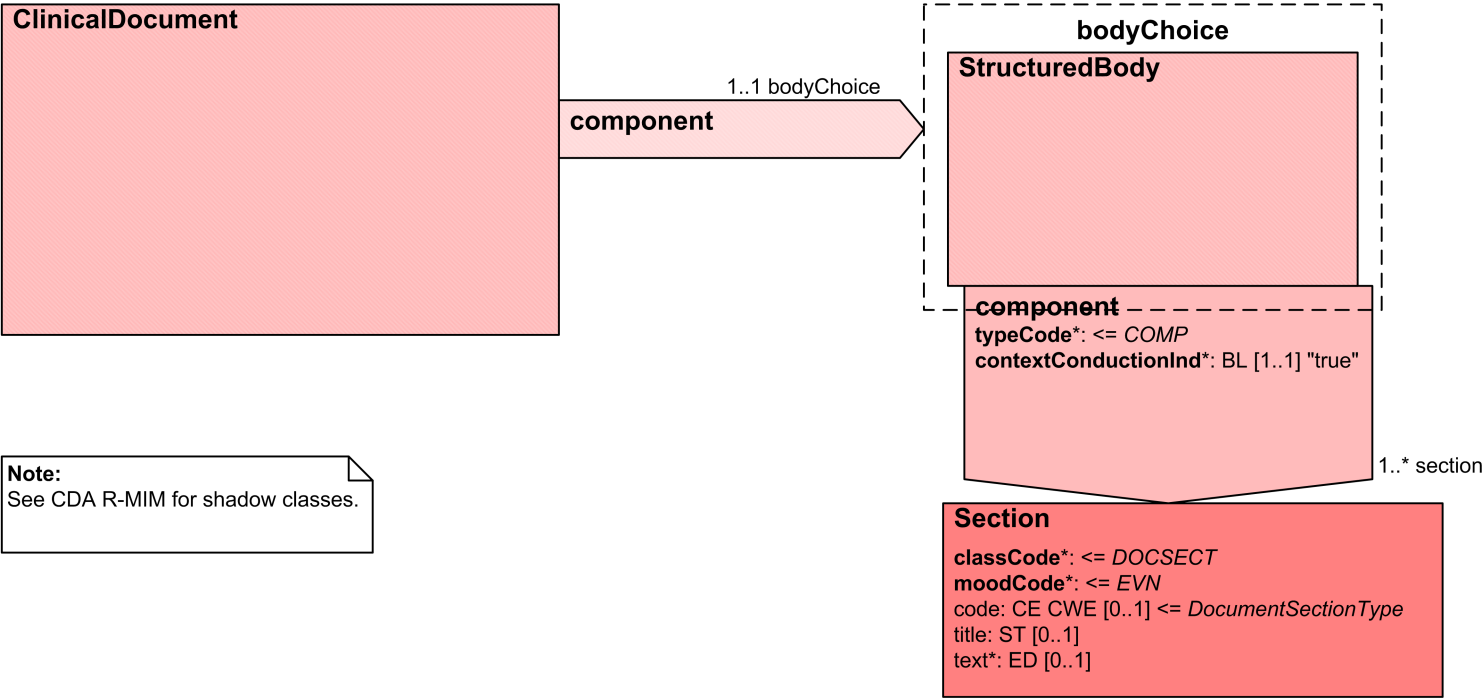 ClinicalDocument
1..1 bodyChoice
component
bodyChoice
StructuredBody
component
typeCode*: <= COMP
contextConductionInd*: BL [1..1] "true"
1..* section
Note:
See CDA R-MIM for shadow classes.
Section
classCode*: <= DOCSECT
moodCode*: <= EVN
code: CE CWE [0..1] <= DocumentSectionType
title: ST [0..1]
text*: ED [0..1]